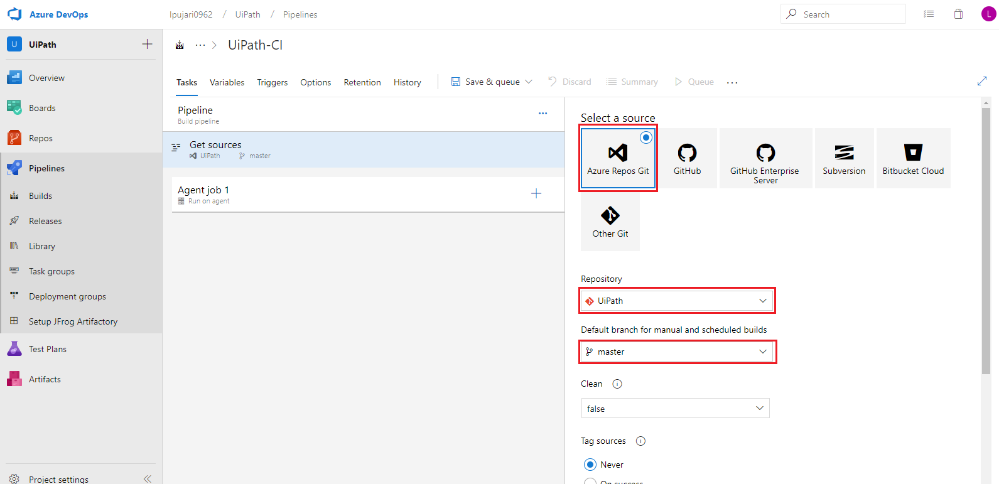 Azure DevOps
lpujari0962 / UiPath / Pipelines
Search
L
U UiPath
Overview
Boards
Repos
Pipelines
Builds
Releases
Library
Task groups
Deployment groups
Setup JFrog Artifactory
Test Plans
Artifacts
Project settings
... > UiPath-CI
Tasks Variables Triggers Options Retention History Save & queue Discard Summary Queue ...
Pipeline
Build pipeline
Get sources
UiPath master
Agent job 1
Run on agent
Select a source
Azure Repos Git
GitHub
GitHub Enterprise
Server
Subversion
Bitbucket Cloud
Other Git
Repository
UiPath
Default branch for manual and scheduled builds
master
Clean
false
Tag sources
Never
On success